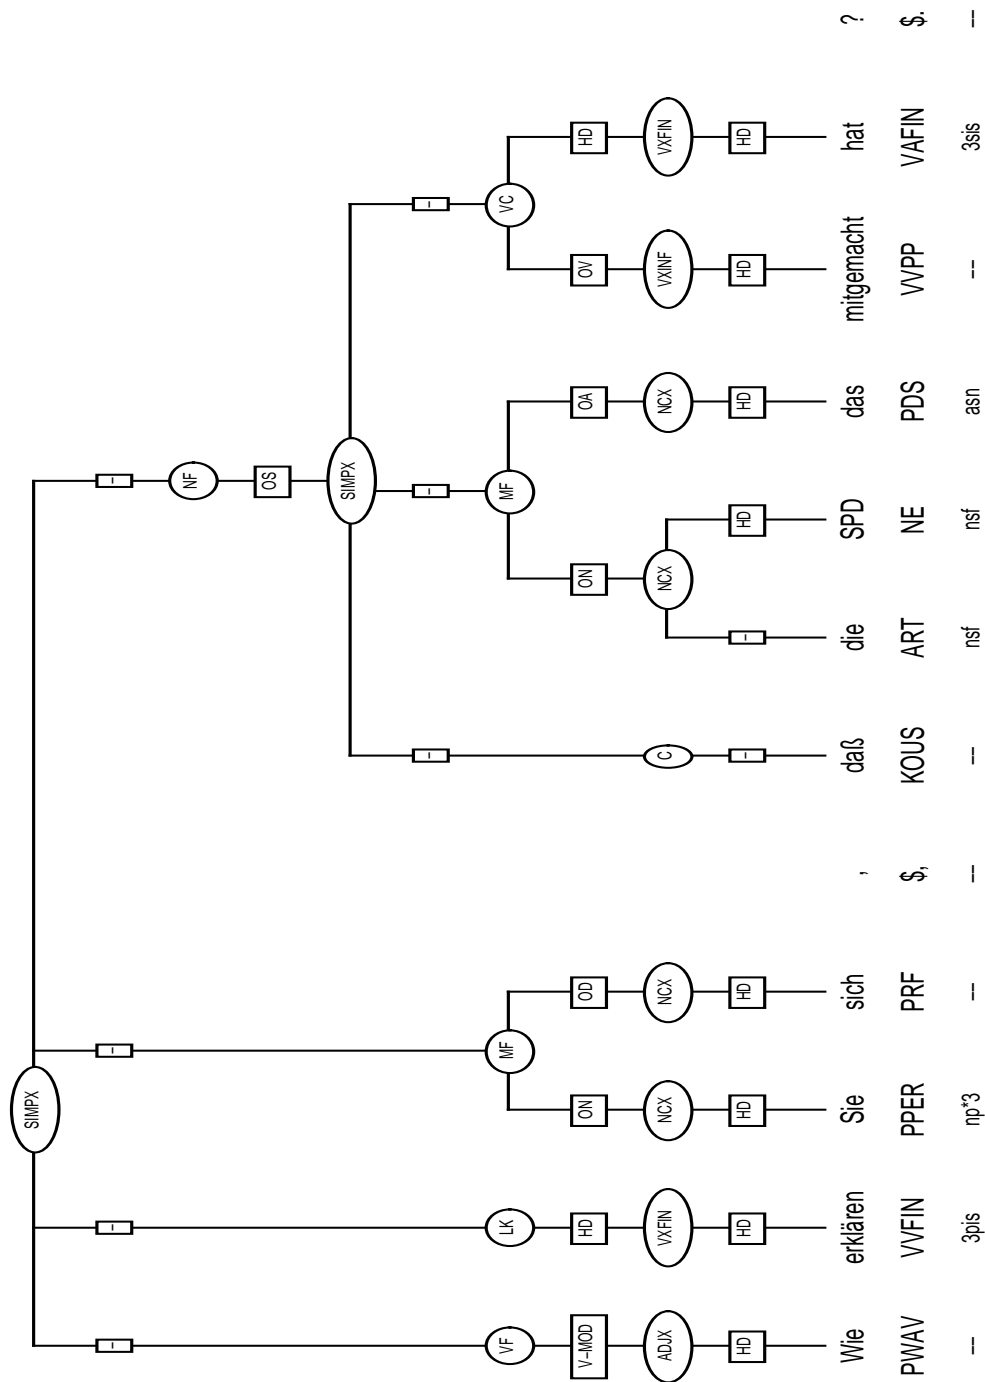 SIMPX
- - - -
NF
OS
SIMPX
- - -
VF LK MF MF VC
V-MOD HD ON OD ON OA OV HD
ADJX VXFIN NCX NCX C NCX NCX VXINF VXFIN
HD HD HD HD - - HD HD HD HD
Wie erklären Sie sich , daß die SPD das mitgemacht hat ?
PWAV VVFIN PPER PRF $, KOUS ART NE PDS VVPP VAFIN $.
-- 3pis np*3 -- -- -- nsf nsf asn -- 3sis --